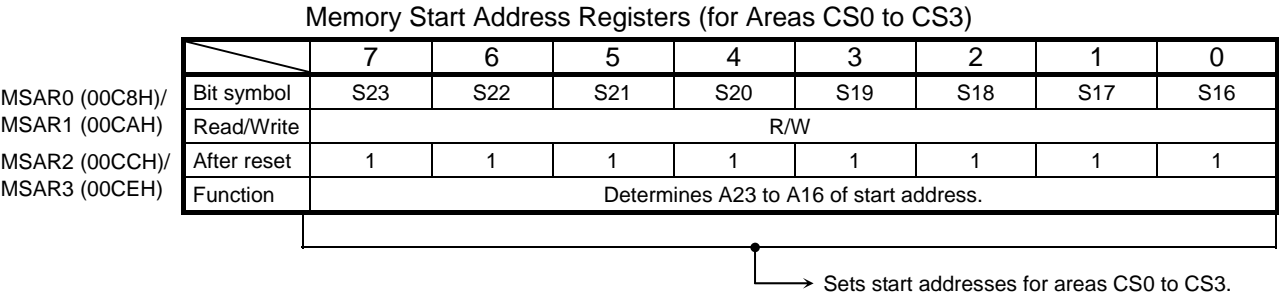 Memory Start Address Registers (for Areas CS0 to CS3)
7 6 5 4 3 2 1 0
MSAR0 (00C8H)/
MSAR1 (00CAH)
MSAR2 (00CCH)/
MSAR3 (00CEH)
Bit symbol S23 S22 S21 S20 S19 S18 S17 S16
Read/Write R/W
After reset 1 1 1 1 1 1 1 1
Function Determines A23 to A16 of start address.
Sets start addresses for areas CS0 to CS3.